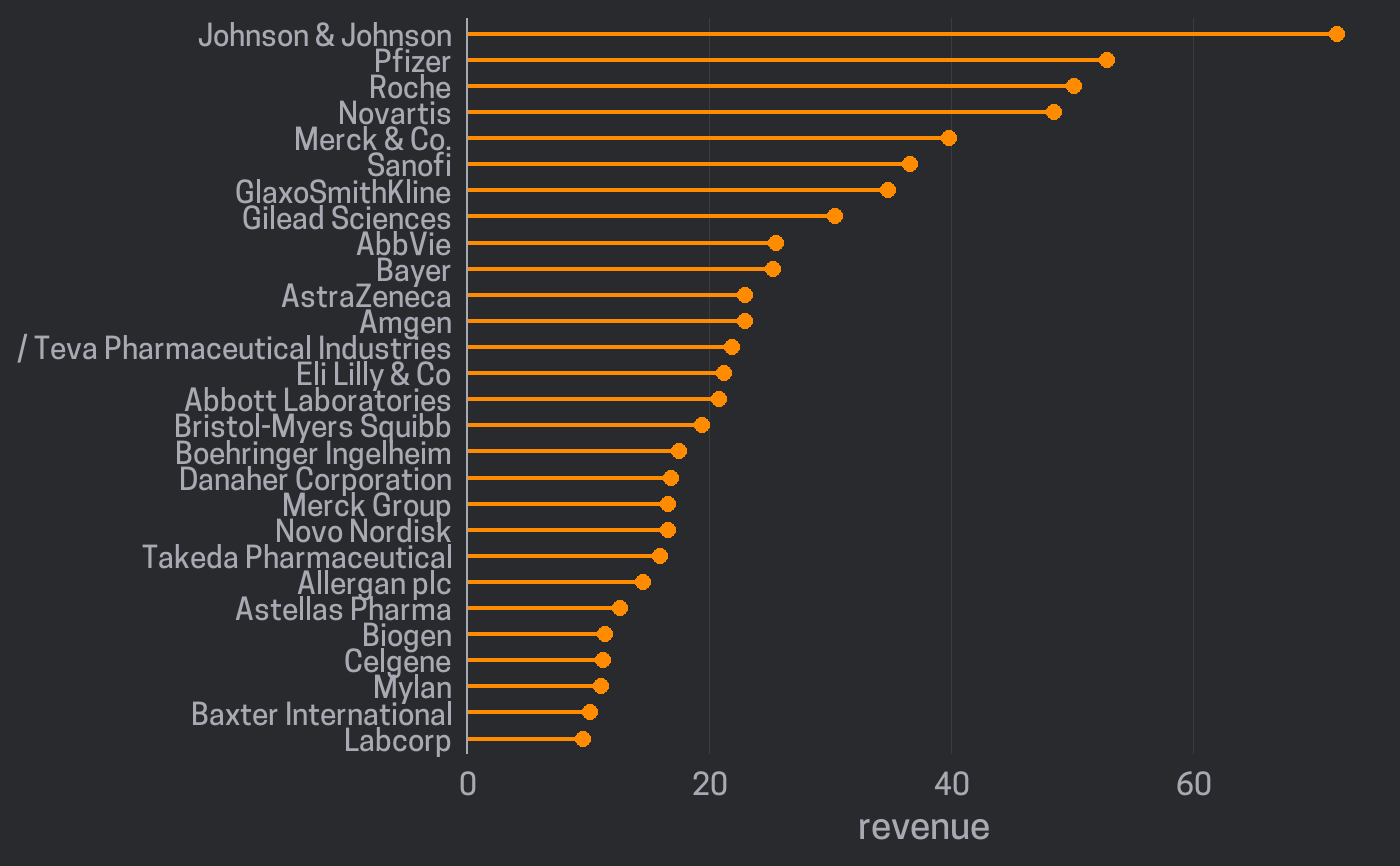 Johnson & Johnson
Pfizer
Roche
Novartis
Merck & Co.
Sanofi
GlaxoSmithKline
Gilead Sciences
AbbVie
Bayer
AstraZeneca
Amgen
/ Teva Pharmaceutical Industries
Eli Lilly & Co
Abbott Laboratories
Bristol-Myers Squibb
Boehringer Ingelheim
Danaher Corporation
Merck Group
Novo Nordisk
Takeda Pharmaceutical
Allergan plc
Astellas Pharma
Biogen
Celgene
Mylan
Baxter International
Labcorp
0 20 40 60
revenue